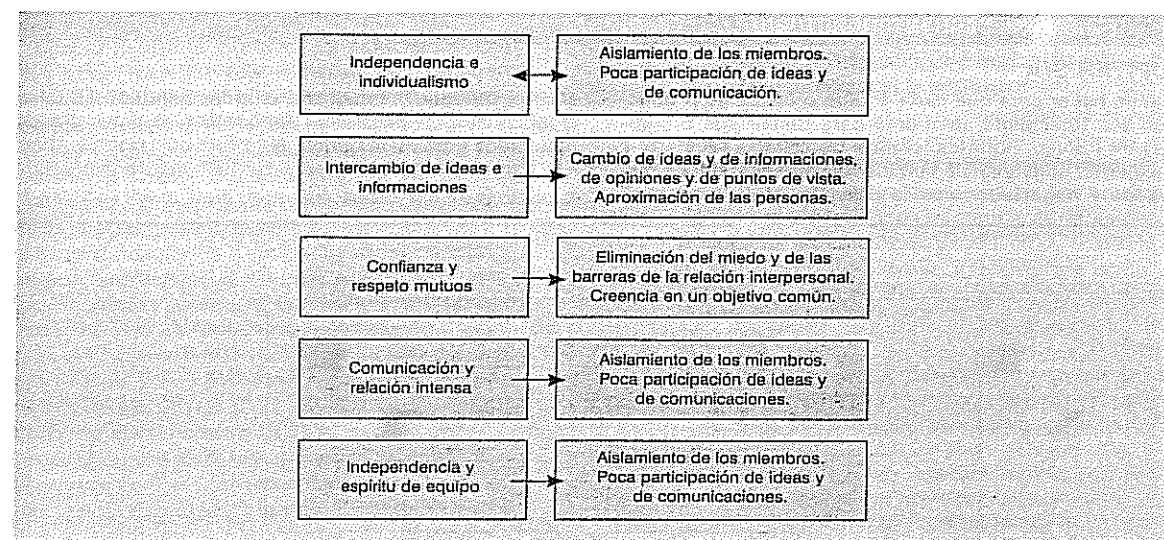 Independencia e
individualismo
Aislamiento de los miembros.
Poca participación de ideas y
de comunicación.
Intercambio de ideas e
informaciones
Cambio de ideas y de informaciones,
de opiniones y de puntos de vista.
Aproximación de las personas.
Confianza y
respeto mutuos
Eliminación del miedo y de las
barreras de la relación interpersonal.
Creencia en un objetivo común.
Comunicación y
relación intensa
Aislamiento de los miembros.
Poca participación de ideas y
de comunicaciones.
Independencia y
espíritu de equipo
Aislamiento de los miembros.
Poca participación de ideas y
de comunicaciones.